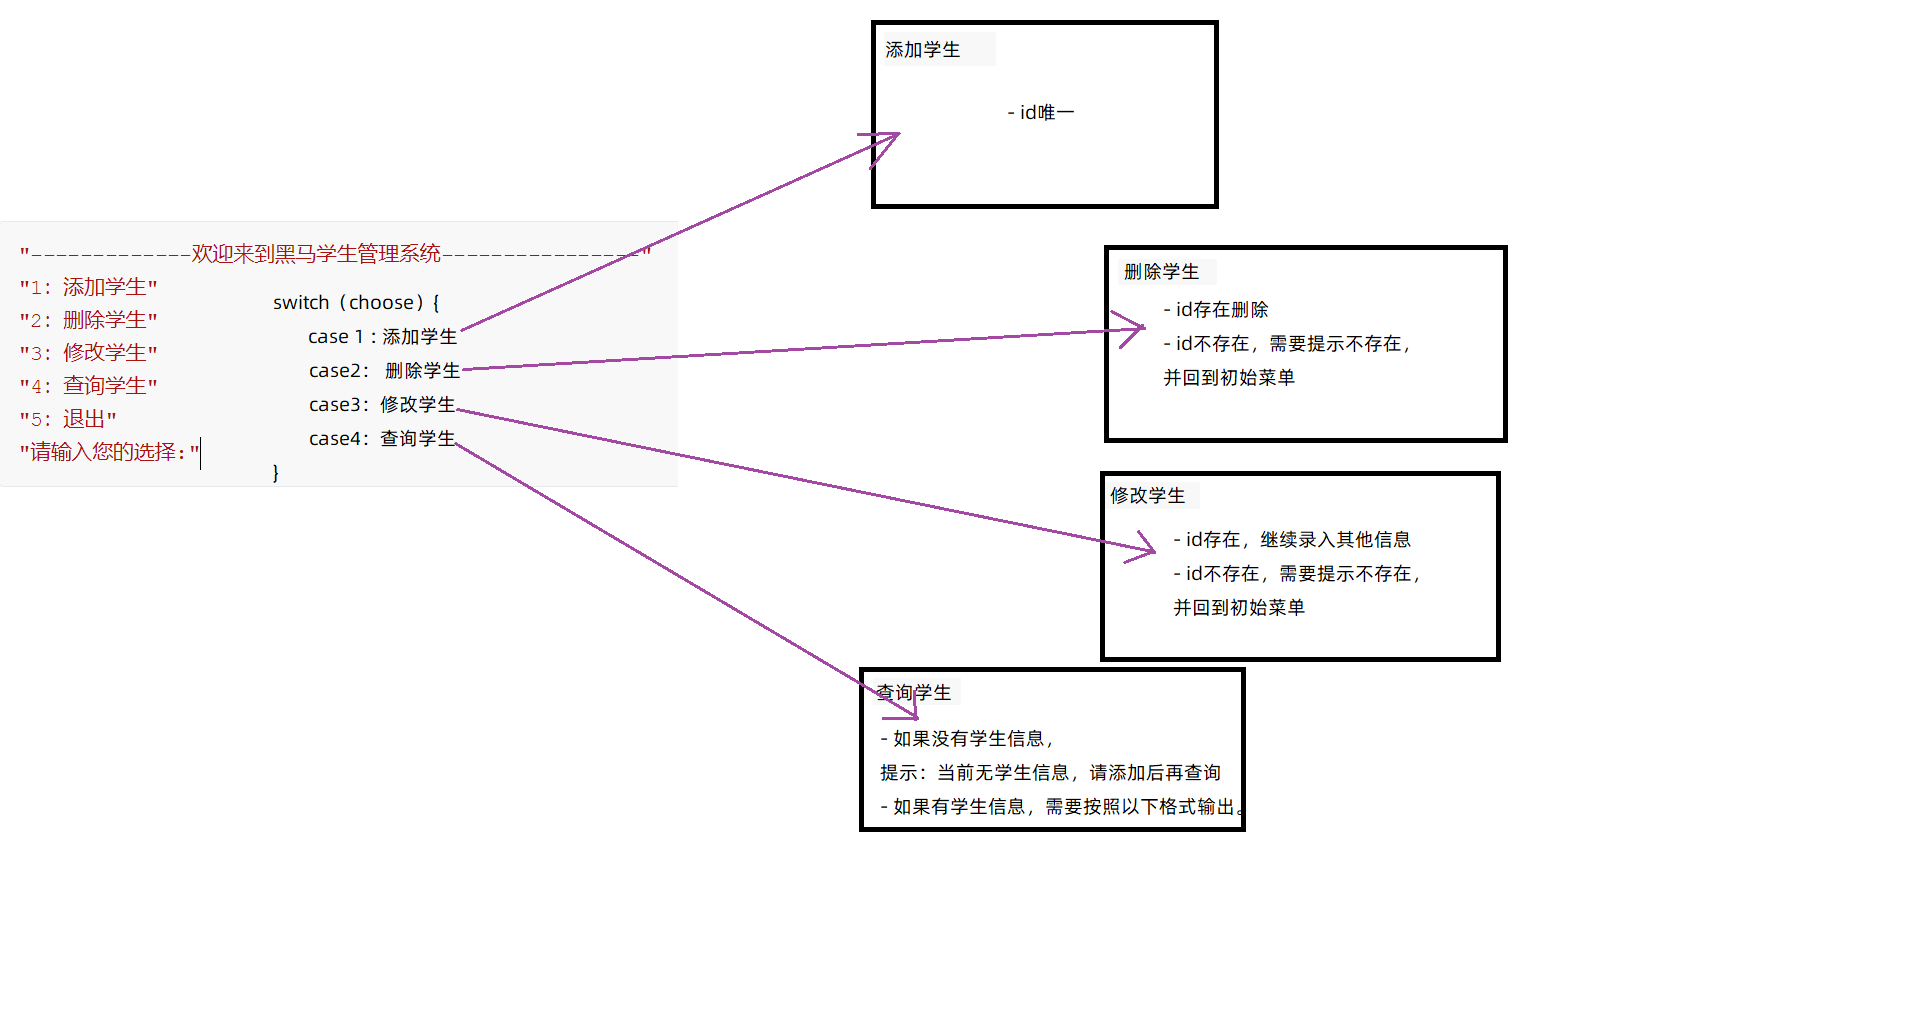 "-------------欢迎来到黑马学生管理系统----------------"
"1：添加学生"
"2：删除学生"
"3：修改学生"
"4：查询学生"
"5：退出"
"请输入您的选择:"
switch（choose）{
case 1 : 添加学生
case2： 删除学生
case3：修改学生
case4：查询学生
}
添加学生
- id唯一
删除学生
- id存在删除
- id不存在，需要提示不存在，
并回到初始菜单
修改学生
- id存在，继续录入其他信息
- id不存在，需要提示不存在，
并回到初始菜单
查询学生
- 如果没有学生信息，
提示：当前无学生信息，请添加后再查询
- 如果有学生信息，需要按照以下格式输出。